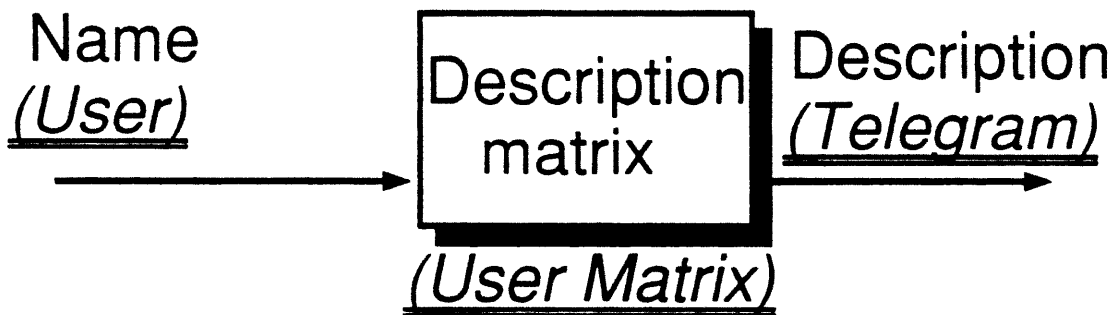 Name
(User)
Description
matrix
(User Matrix)
Description
(Telegram)